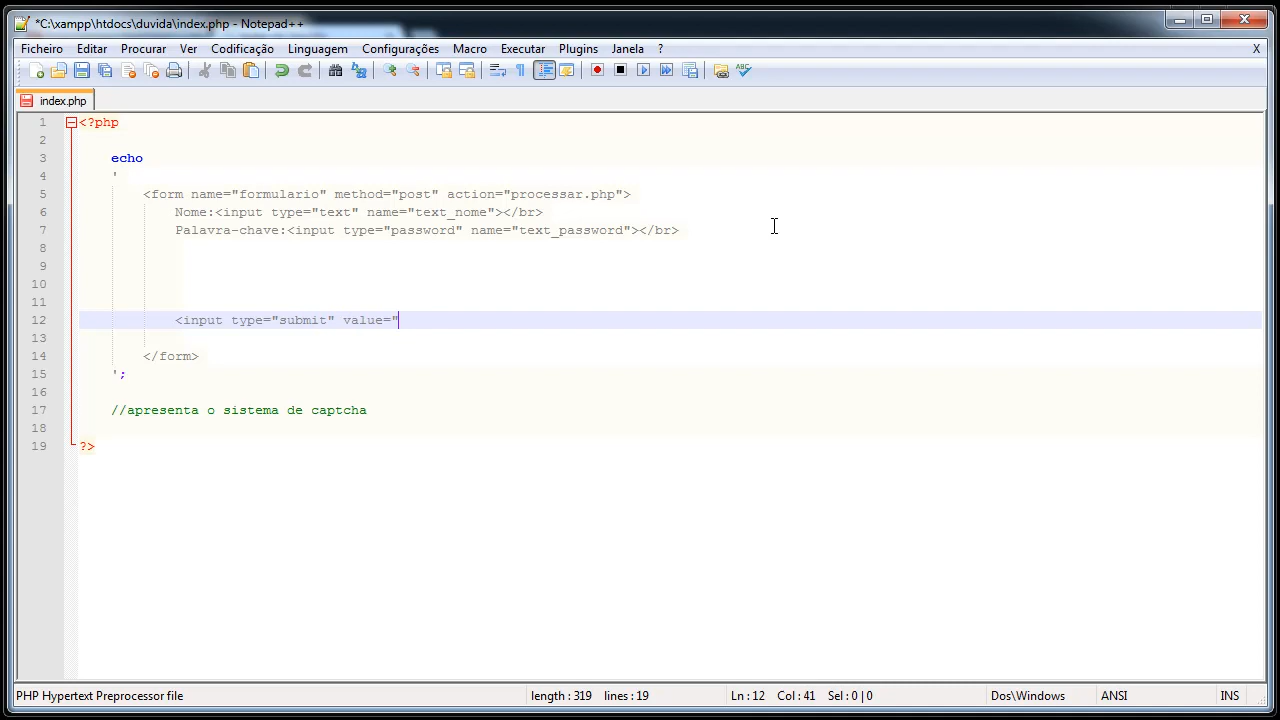 *C:\xampp\htdocs\duvida\index.php - Notepad++
Ficheiro Editar Procurar Ver Codificação Linguagem Configurações Macro Executar Plugins Janela ? X
index.php
1 <?php
2
3 echo
4 '
5 <form name="formulario" method="post" action="processar.php">
6 Nome:<input type="text" name="text_nome"></br>
7 Palavra-chave:<input type="password" name="text_password"></br>
8
9
10
11
12 <input type="submit" value="
13
14 </form>
15 ';
16
17 //apresenta o sistema de captcha
18
19 ?>
PHP Hypertext Preprocessor file length : 319 lines : 19 Ln : 12 Col : 41 Sel : 0 | 0 Dos\Windows ANSI INS